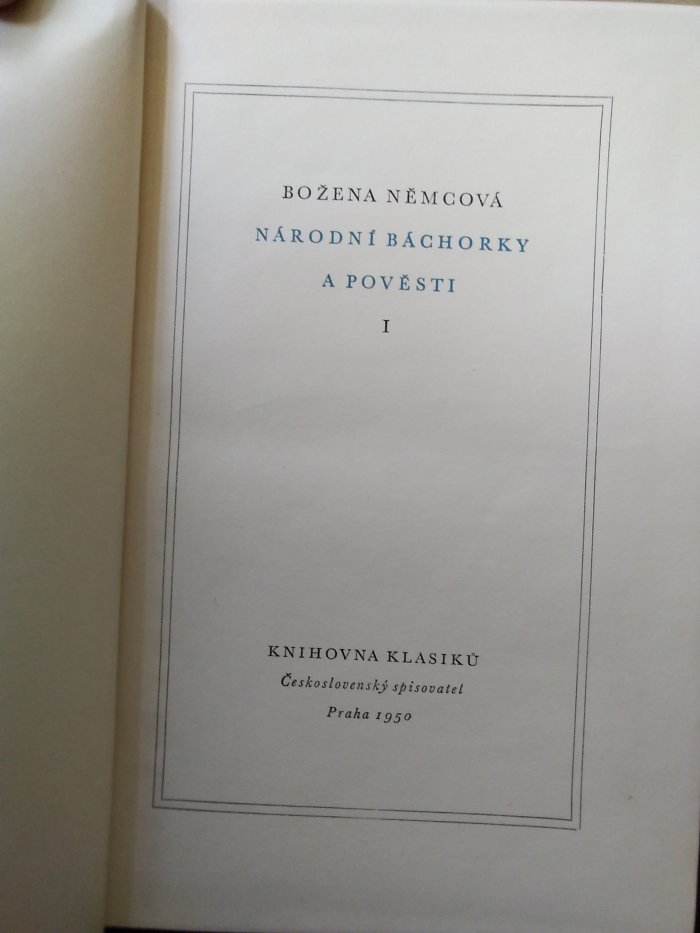 BOŽENA NĚMCOVÁ
NÁRODNÍ BÁCHORKY
A POVĚSTI
I
KNIHOVNA KLASIKŮ
Československý spisovatel
Praha 1950